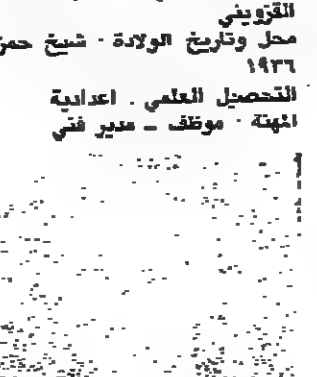 القزويني
محل وتاريخ الولادة · شيخ حمز
١٩٣٦
التحصيل العلمي . اعدادية
المهنة · موظف ـ مدير فني